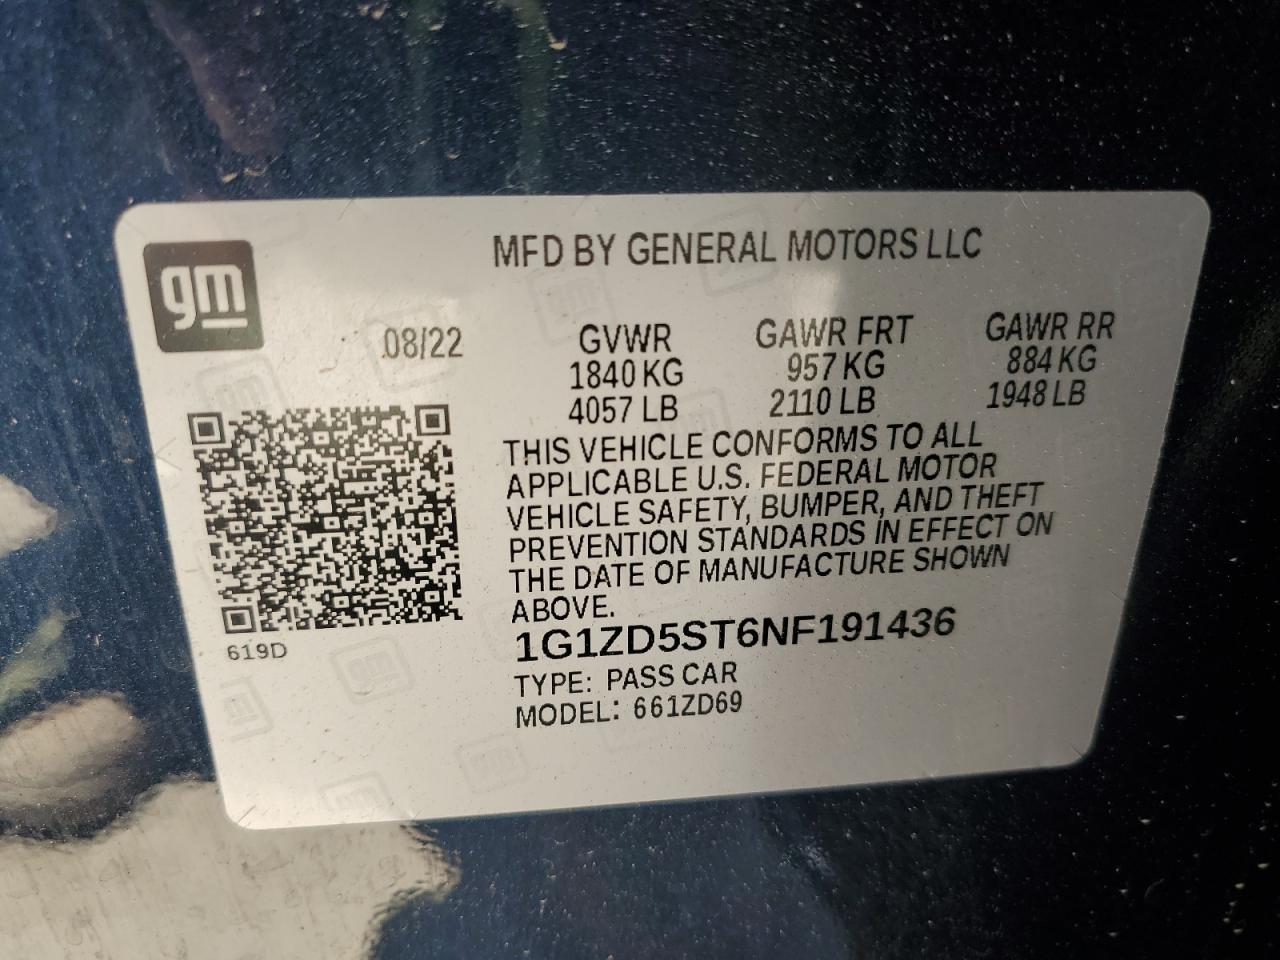 gm
MFD BY GENERAL MOTORS LLC
08/22
GVWR GAWR FRT GAWR RR
1840 KG 957 KG 884 KG
4057 LB 2110 LB 1948 LB
THIS VEHICLE CONFORMS TO ALL
APPLICABLE U.S. FEDERAL MOTOR
VEHICLE SAFETY, BUMPER, AND THEFT
PREVENTION STANDARDS IN EFFECT ON
THE DATE OF MANUFACTURE SHOWN
ABOVE.
619D
1G1ZD5ST6NF191436
TYPE: PASS CAR
MODEL: 661ZD69